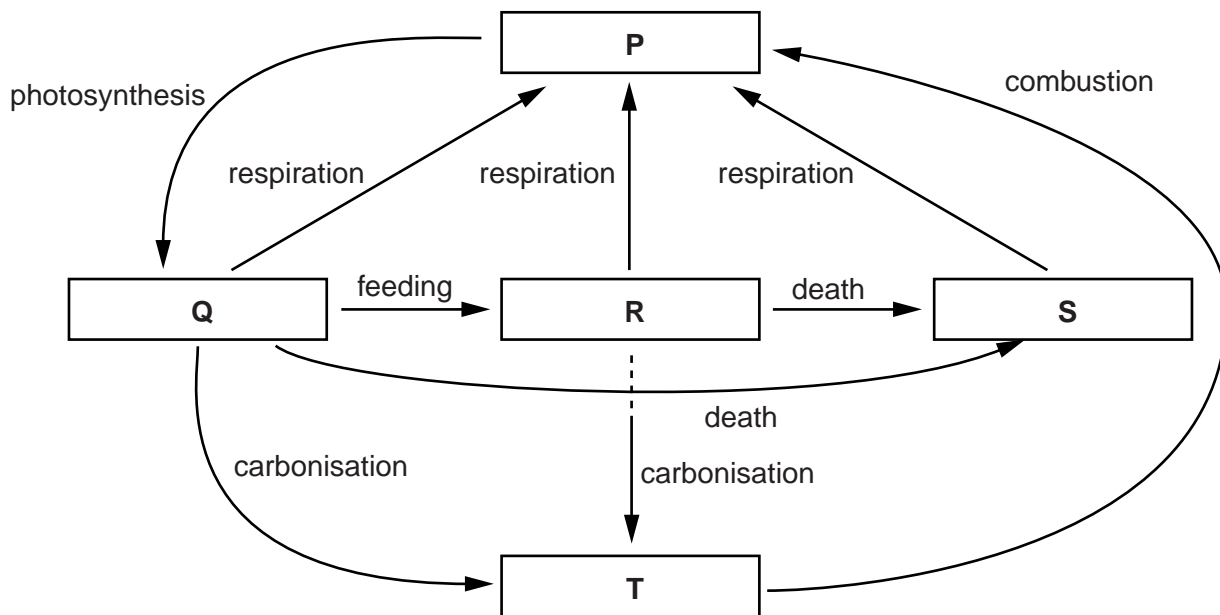 P
combustion
photosynthesis
respiration
respiration
respiration
feeding
death
Q
R
S
death
carbonisation
carbonisation
T